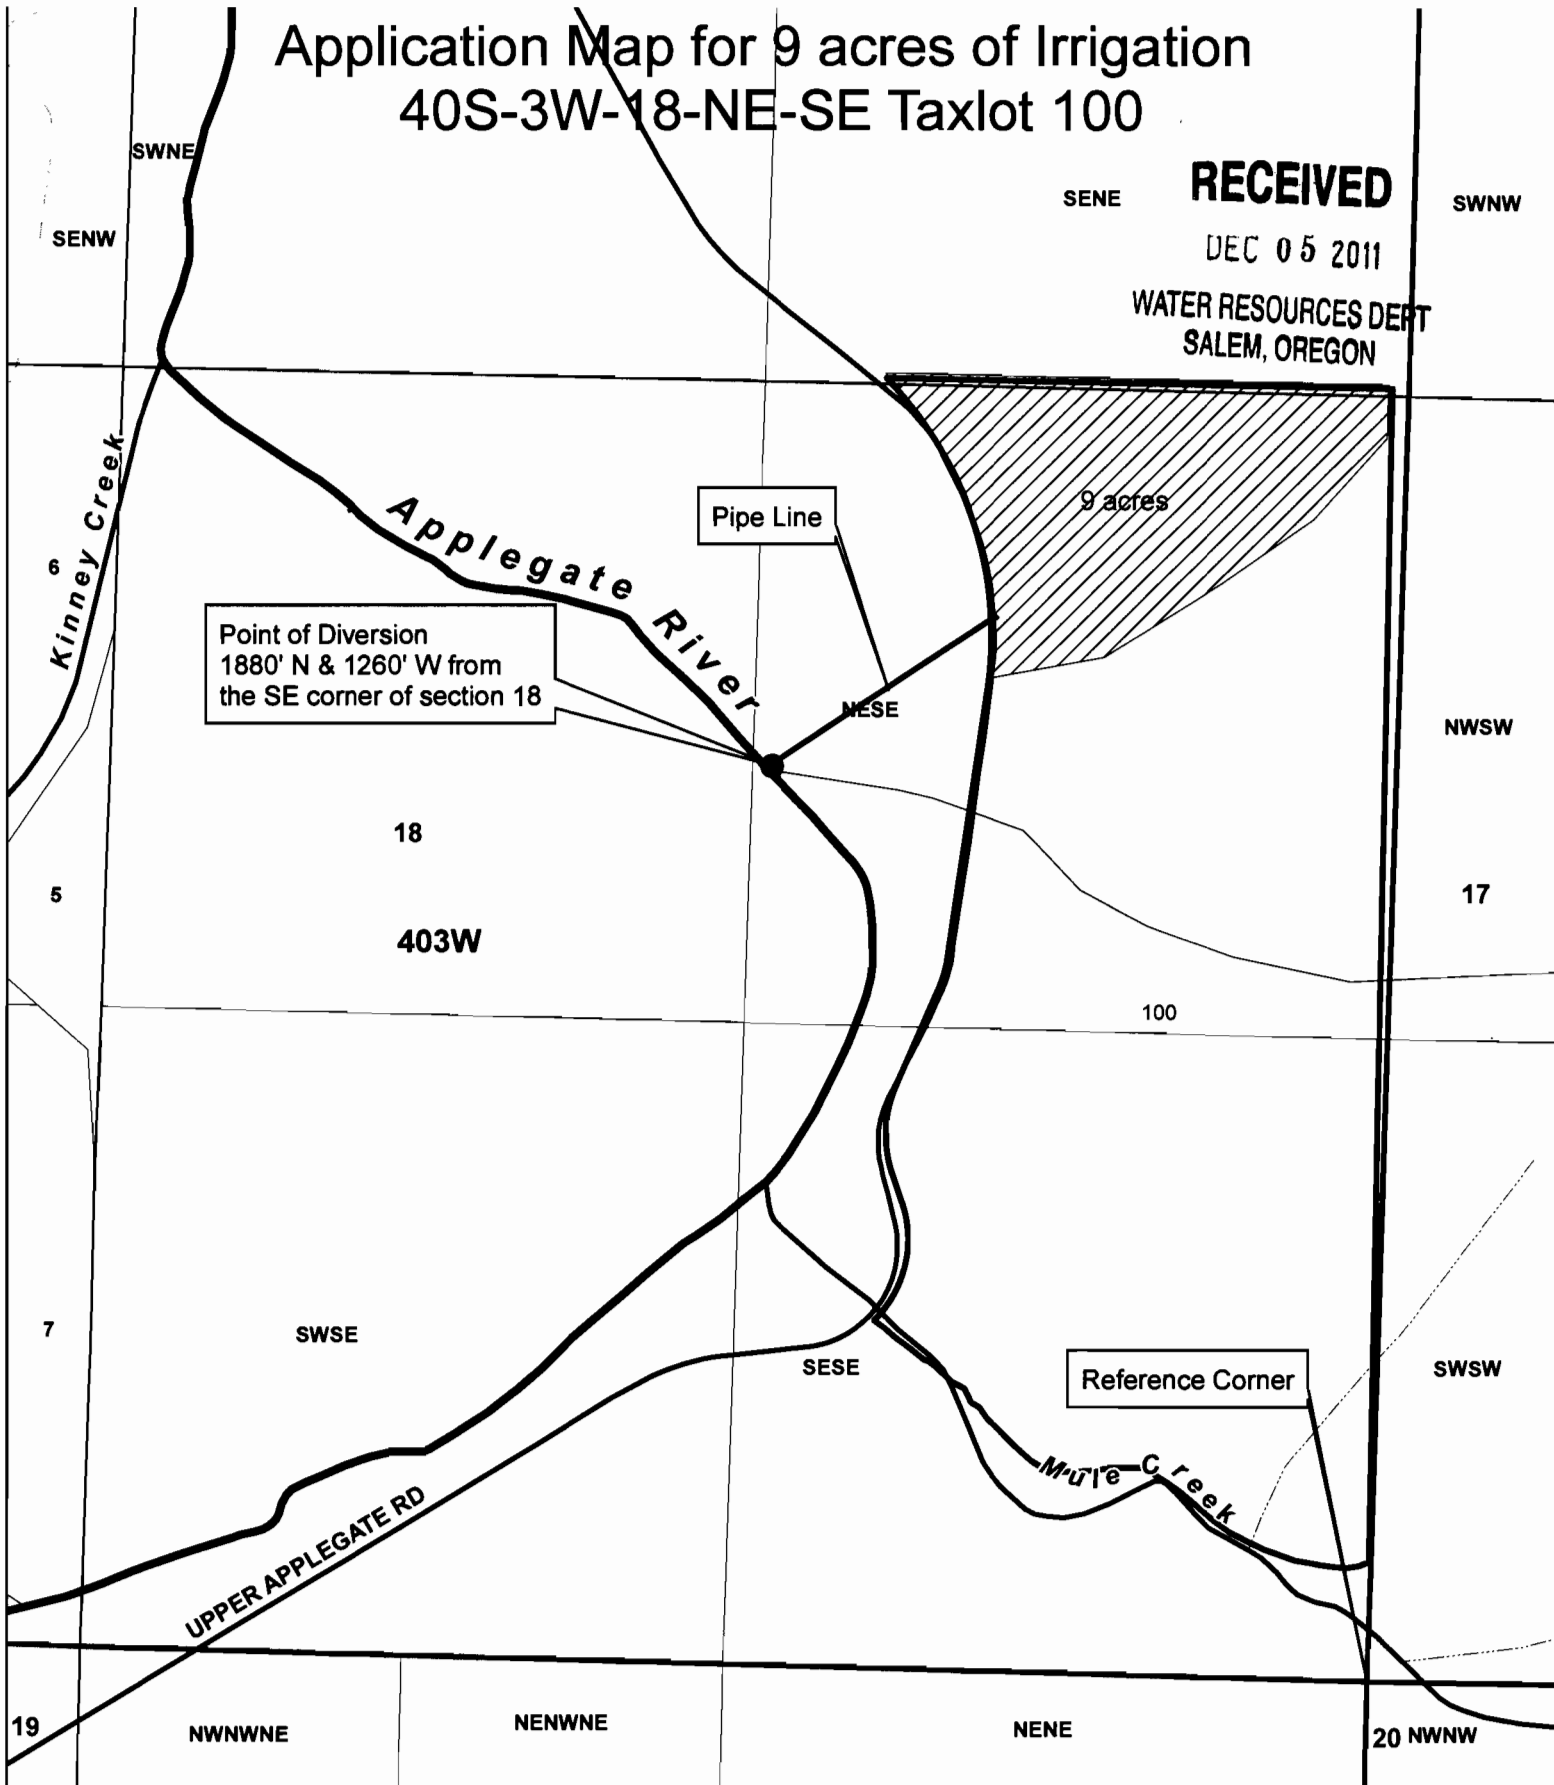 Application Map for 9 acres of Irrigation
40S-3W-18-NE-SE Taxlot 100
SWNE
SENW
SENE
RECEIVED
SWNW
DEC 05 2011
WATER RESOURCES DEPT
SALEM, OREGON
Kinney Creek
6
Applegate River
Pipe Line
9 acres
Point of Diversion
1880' N & 1260' W from
the SE corner of section 18
NESE
NWSW
18
5
17
403W
100
7
SWSE
SESE
Reference Corner
SWSW
Mule Creek
UPPER APPLEGATE RD
19
NWNWNE
NENWNE
NENE
20 NWNW